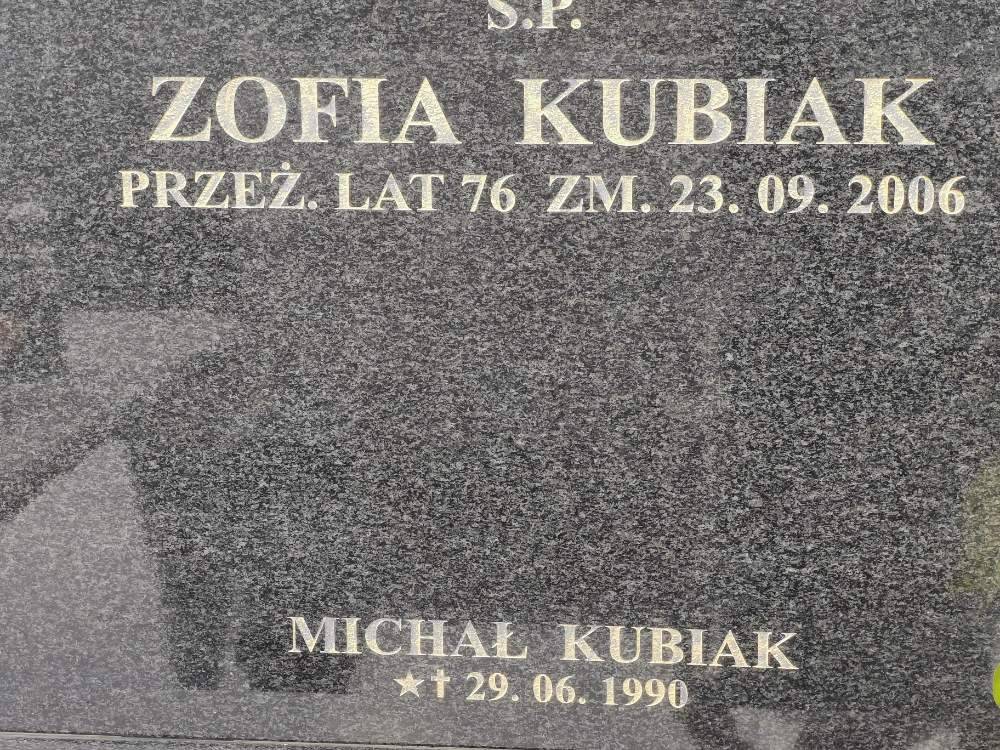 Ś.P.
ZOFIA KUBIAK
PRZEŻ. LAT 76 ZM. 23. 09. 2006
MICHAŁ KUBIAK
★✝ 29. 06. 1990